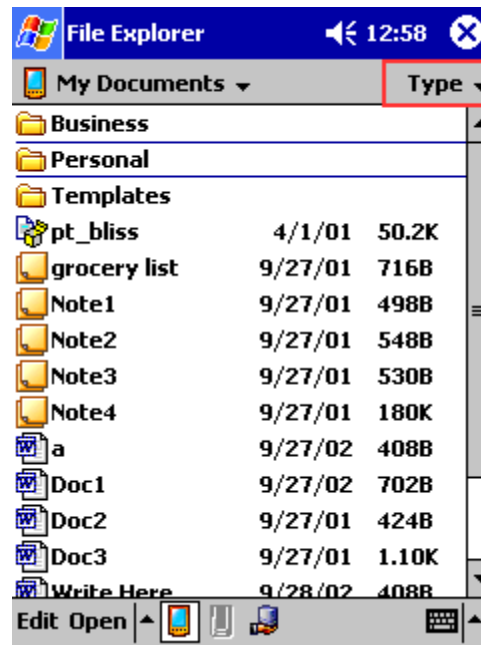 File Explorer 12:58
My Documents Type
Business
Personal
Templates
pt_bliss 4/1/01 50.2K
grocery list 9/27/01 716B
Note1 9/27/01 498B
Note2 9/27/01 548B
Note3 9/27/01 530B
Note4 9/27/01 180K
a 9/27/02 408B
Doc1 9/27/02 702B
Doc2 9/27/01 424B
Doc3 9/27/01 1.10K
Write Here 9/28/02 408B
Edit Open